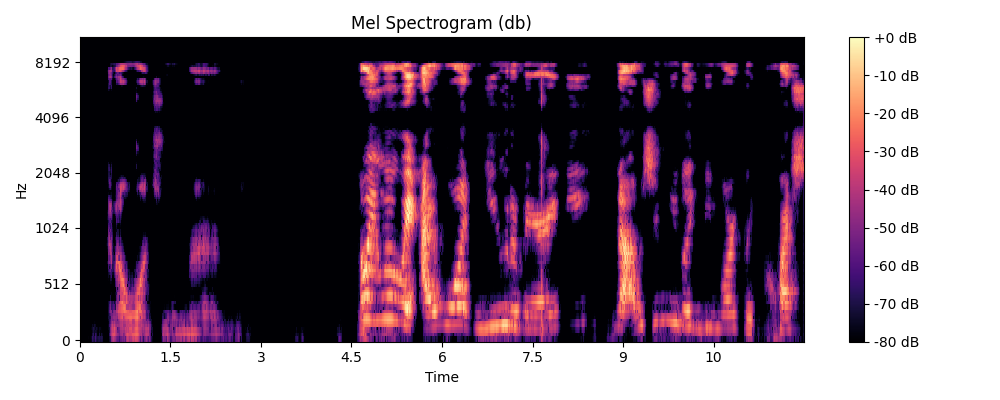 Mel Spectrogram (db)
8192
4096
2048
1024
512
0
Hz
0 1.5 3 4.5 6 7.5 9 10
Time
+0 dB
-10 dB
-20 dB
-30 dB
-40 dB
-50 dB
-60 dB
-70 dB
-80 dB